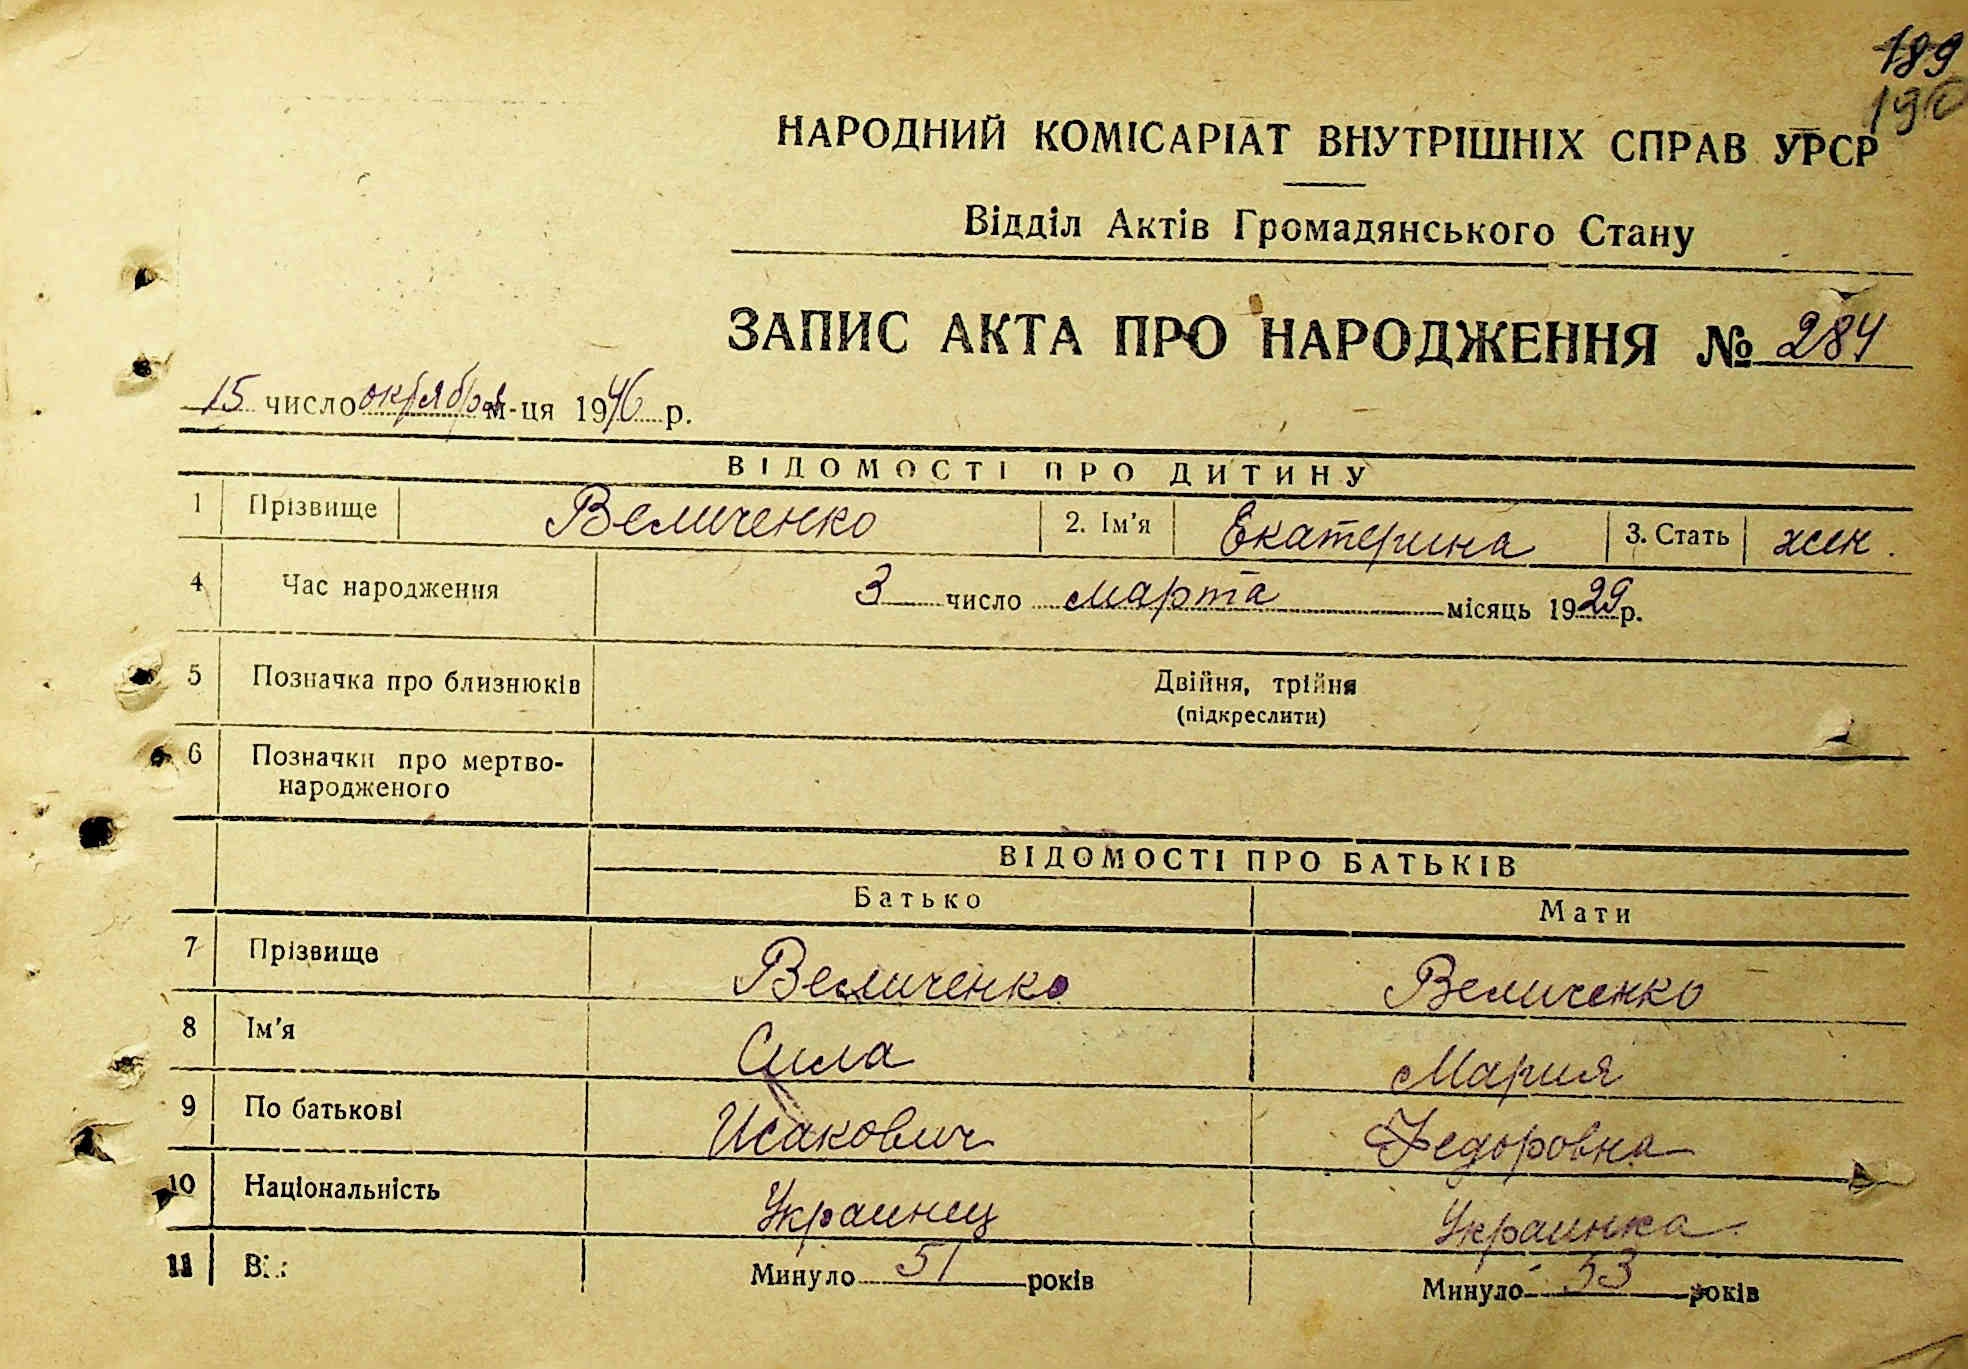 189
190
НАРОДНИЙ КОМІСАРІАТ ВНУТРІШНІХ СПРАВ УРСР
Відділ Актів Громадянського Стану
ЗАПИС АКТА ПРО НАРОДЖЕННЯ № 284
15 число октября м-ця 1946 р.
ВІДОМОСТІ ПРО ДИТИНУ
1 Прізвище Величенко 2. Ім'я Екатерина 3. Стать жен.
4 Час народження 3 число марта місяць 1929 р.
5 Позначка про близнюків Двійня, трійня
(підкреслити)
6 Позначки про мертво-
народженого
ВІДОМОСТІ ПРО БАТЬКІВ
Батько Мати
7 Прізвище Величенко Величенко
8 Ім'я Сила Мария
9 По батькові Исакович Федоровна
10 Національність Украинец Украинка
11 Вік Минуло 51 років Минуло 53 років